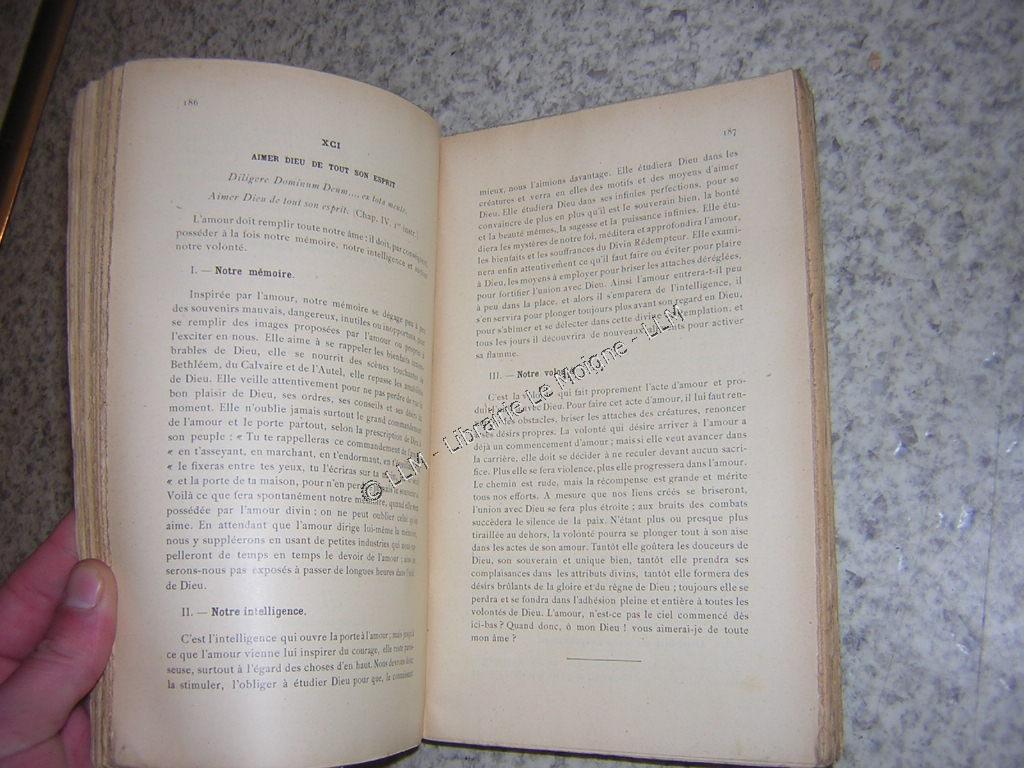 186
XCI
AIMER DIEU DE TOUT SON ESPRIT
Diligere Dominum Deum.... ex tota mente.
Aimer Dieu de tout son esprit. (Chap. IV. 1re instr.)
L'amour doit remplir toute notre âme : il doit, par conséquent,
posséder à la fois notre mémoire, notre intelligence et surtout
notre volonté.
I. — Notre mémoire.
Inspirée par l'amour, notre mémoire se dégage peu à peu
des souvenirs mauvais, dangereux, inutiles ou inopportuns, pour
se remplir des images proposées par l'amour ou propres à
l'exciter en nous. Elle aime à se rappeler les bienfaits
brables de Dieu, elle se nourrit des scènes touchantes de
Bethléem, du Calvaire et de l'Autel, elle repasse les
de Dieu. Elle veille attentivement pour ne pas perdre de vue le
bon plaisir de Dieu, ses ordres, ses conseils et ses désirs du
moment. Elle n'oublie jamais surtout le grand commandement
de l'amour et le porte partout, selon la prescription de Dieu à
son peuple : « Tu te rappelleras ce commandement
« en t'asseyant, en marchant, en t'endormant, en
« le fixeras entre tes yeux, tu l'écriras sur ta
« et la porte de ta maison, pour n'en perdre
Voilà ce que fera spontanément notre mémoire, quand elle sera
possédée par l'amour divin : on ne peut oublier celui qu'on
aime. En attendant que l'amour dirige lui-même la mémoire,
nous y suppléerons en usant de petites industries qui nous rap-
pelleront de temps en temps le devoir de l'amour ;
serons-nous pas exposés à passer de longues heures dans l'oubli
de Dieu.
II. — Notre intelligence.
C'est l'intelligence qui ouvre la porte à l'amour ; mais jusqu'à
ce que l'amour vienne lui inspirer du courage, elle reste pares-
seuse, surtout à l'égard des choses d'en haut. Nous devrons donc
la stimuler, l'obliger à étudier Dieu pour que, le connaissant
187
mieux, nous l'aimions davantage. Elle étudiera Dieu dans les
créatures et verra en elles des motifs et des moyens d'aimer
Dieu. Elle étudiera Dieu dans ses infinies perfections, pour se
convaincre de plus en plus qu'il est le souverain bien, la bonté
et la beauté mêmes, la sagesse et la puissance infinies. Elle étu-
diera les mystères de notre foi, méditera et approfondira l'amour,
les bienfaits et les souffrances du Divin Rédempteur. Elle exami-
nera enfin attentivement ce qu'il faut faire ou éviter pour plaire
à Dieu, les moyens à employer pour briser les attaches déréglées,
pour fortifier l'union avec Dieu. Ainsi l'amour entrera-t-il peu
à peu dans la place, et alors il s'emparera de l'intelligence, il
s'en servira pour plonger toujours plus avant son regard en Dieu,
pour s'abîmer et se délecter dans cette divine contemplation, et
tous les jours il découvrira de nouveaux pour activer
sa flamme.
III. — Notre volonté.
C'est la volonté qui fait proprement l'acte d'amour et pro-
duit avec Dieu. Pour faire cet acte d'amour, il lui faut ren-
obstacles, briser les attaches des créatures, renoncer
désirs propres. La volonté qui désire arriver à l'amour a
déjà un commencement d'amour ; mais si elle veut avancer dans
la carrière, elle doit se décider à ne reculer devant aucun sacri-
fice. Plus elle se fera violence, plus elle progressera dans l'amour.
Le chemin est rude, mais la récompense est grande et mérite
tous nos efforts. A mesure que nos liens créés se briseront,
l'union avec Dieu se fera plus étroite ; aux bruits des combats
succèdera le silence de la paix. N'étant plus ou presque plus
tiraillée au dehors, la volonté pourra se plonger tout à son aise
dans les actes de son amour. Tantôt elle goûtera les douceurs de
Dieu, son souverain et unique bien, tantôt elle prendra ses
complaisances dans les attributs divins, tantôt elle formera des
désirs brûlants de la gloire et du règne de Dieu ; toujours elle se
perdra et se fondra dans l'adhésion pleine et entière à toutes les
volontés de Dieu. L'amour, n'est-ce pas le ciel commencé dès
ici-bas ? Quand donc, ô mon Dieu ! vous aimerai-je de toute
mon âme ?
© LLM - Librairie Le Moigne - LLM